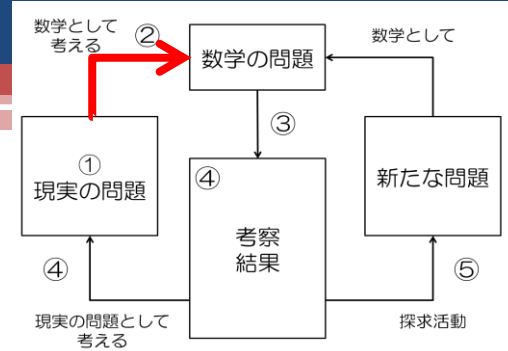 数学として
考える
②
数学の問題
数学として
③
①
現実の問題
④
考察
結果
新たな問題
④
⑤
現実の問題として
考える
探求活動